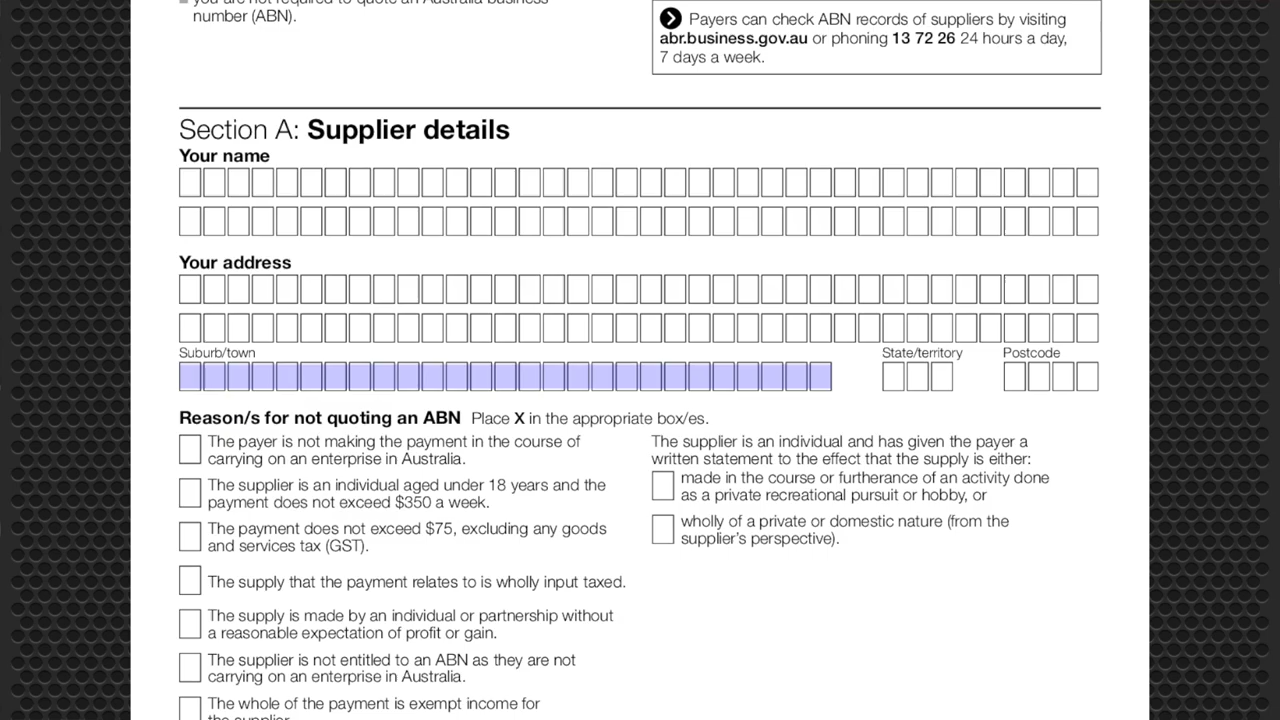 you are not required to quote an Australia business
number (ABN).
Payers can check ABN records of suppliers by visiting
abr.business.gov.au or phoning 13 72 26 24 hours a day,
7 days a week.
Section A: Supplier details
Your name
Your address
Suburb/town
State/territory
Postcode
Reason/s for not quoting an ABN Place X in the appropriate box/es.
The payer is not making the payment in the course of
carrying on an enterprise in Australia.
The supplier is an individual aged under 18 years and the
payment does not exceed $350 a week.
The payment does not exceed $75, excluding any goods
and services tax (GST).
The supply that the payment relates to is wholly input taxed.
The supply is made by an individual or partnership without
a reasonable expectation of profit or gain.
The supplier is not entitled to an ABN as they are not
carrying on an enterprise in Australia.
The whole of the payment is exempt income for
the supplier.
The supplier is an individual and has given the payer a
written statement to the effect that the supply is either:
made in the course or furtherance of an activity done
as a private recreational pursuit or hobby, or
wholly of a private or domestic nature (from the
supplier's perspective).